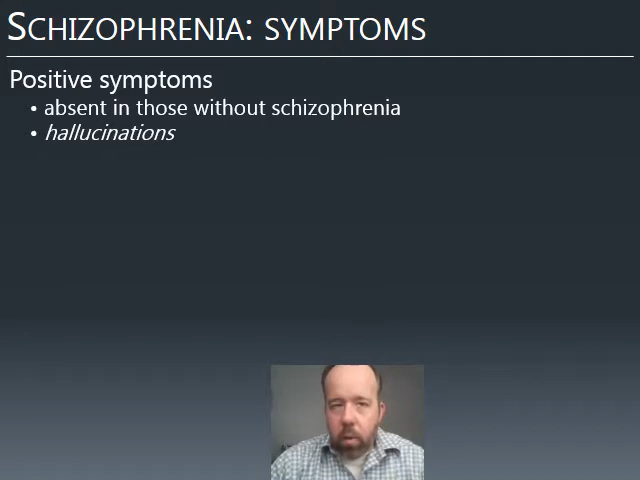 SCHIZOPHRENIA: SYMPTOMS
Positive symptoms
• absent in those without schizophrenia
• hallucinations